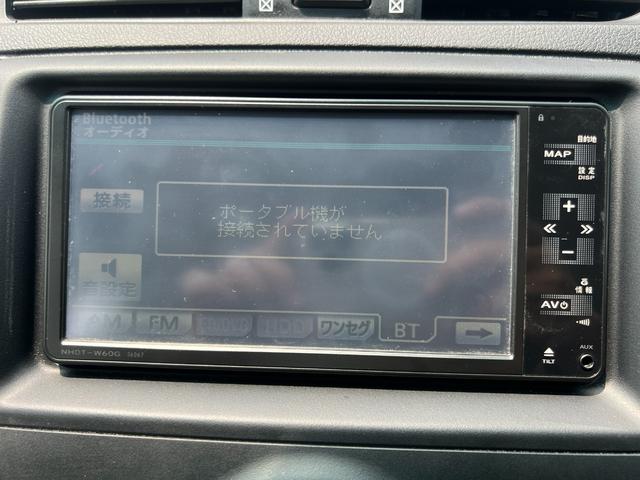 Bluetooth
オーディオ
接続
ポータブル機が
接続されていません
音設定
AM
FM
ワンセグ
BT
NHDT-W60G
目的地
MAP
設定
DISP
情報
AV
AUX
TILT